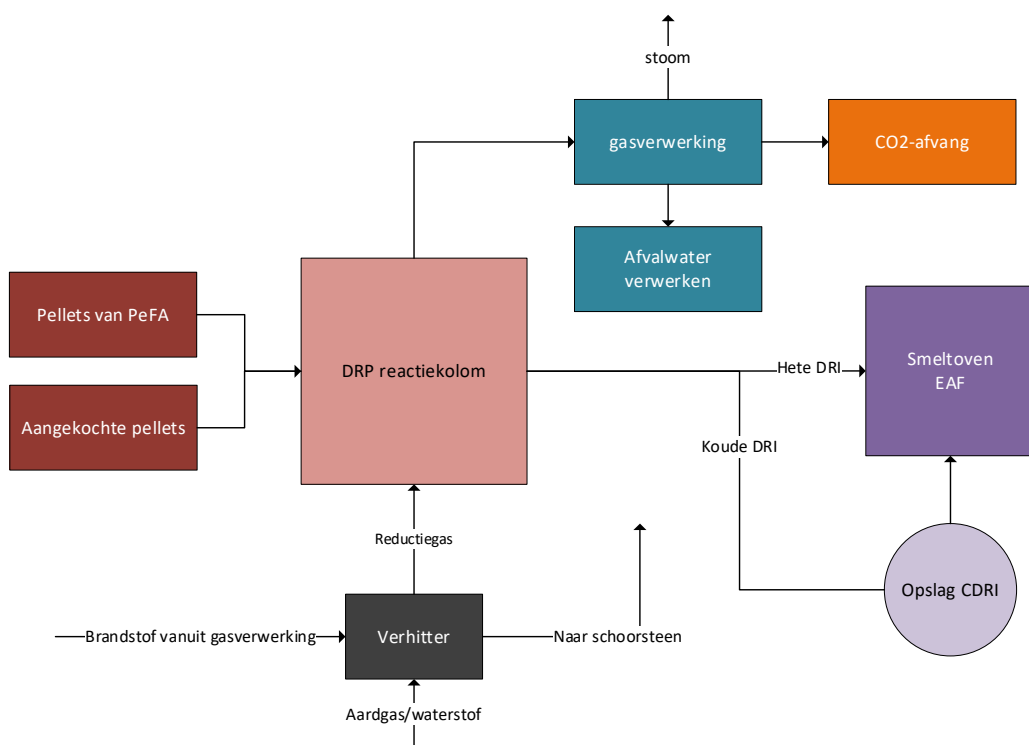 stoom
gasverwerking
CO2-afvang
Afvalwater
verwerken
Pellets van PeFA
Aangekochte pellets
DRP reactiekolom
Hete DRI
Smeltoven
EAF
Koude DRI
Reductiegas
Opslag CDRI
Brandstof vanuit gasverwerking
Verhitter
Naar schoorsteen
Aardgas/waterstof